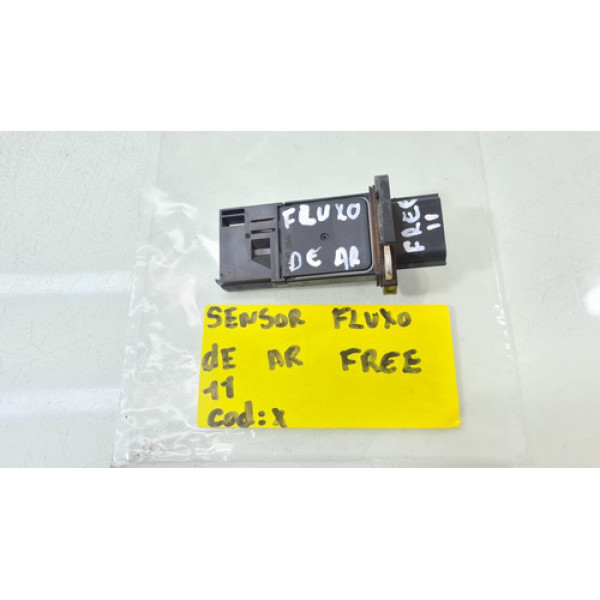 FLUXO
DE AR
FREE
11
SENSOR FLUXO
dE AR FREE
11
Cod:x